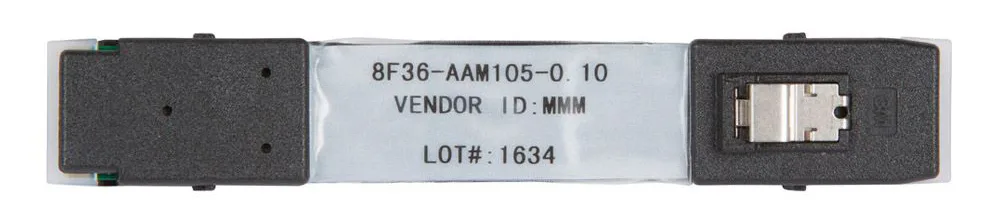 8F36-AAM105-0.10
VENDOR ID:MMM
LOT#:1634